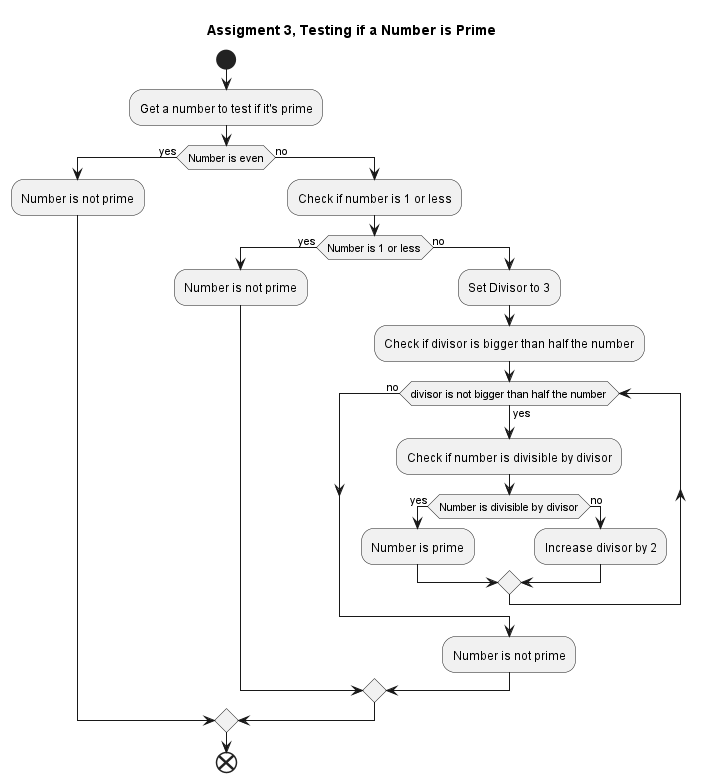 Assigment 3, Testing if a Number is Prime
Get a number to test if it's prime
yes
Number is even
no
Number is not prime
Check if number is 1 or less
yes
Number is 1 or less
no
Number is not prime
Set Divisor to 3
Check if divisor is bigger than half the number
no
divisor is not bigger than half the number
yes
Check if number is divisible by divisor
yes
Number is divisible by divisor
no
Number is prime
Increase divisor by 2
Number is not prime